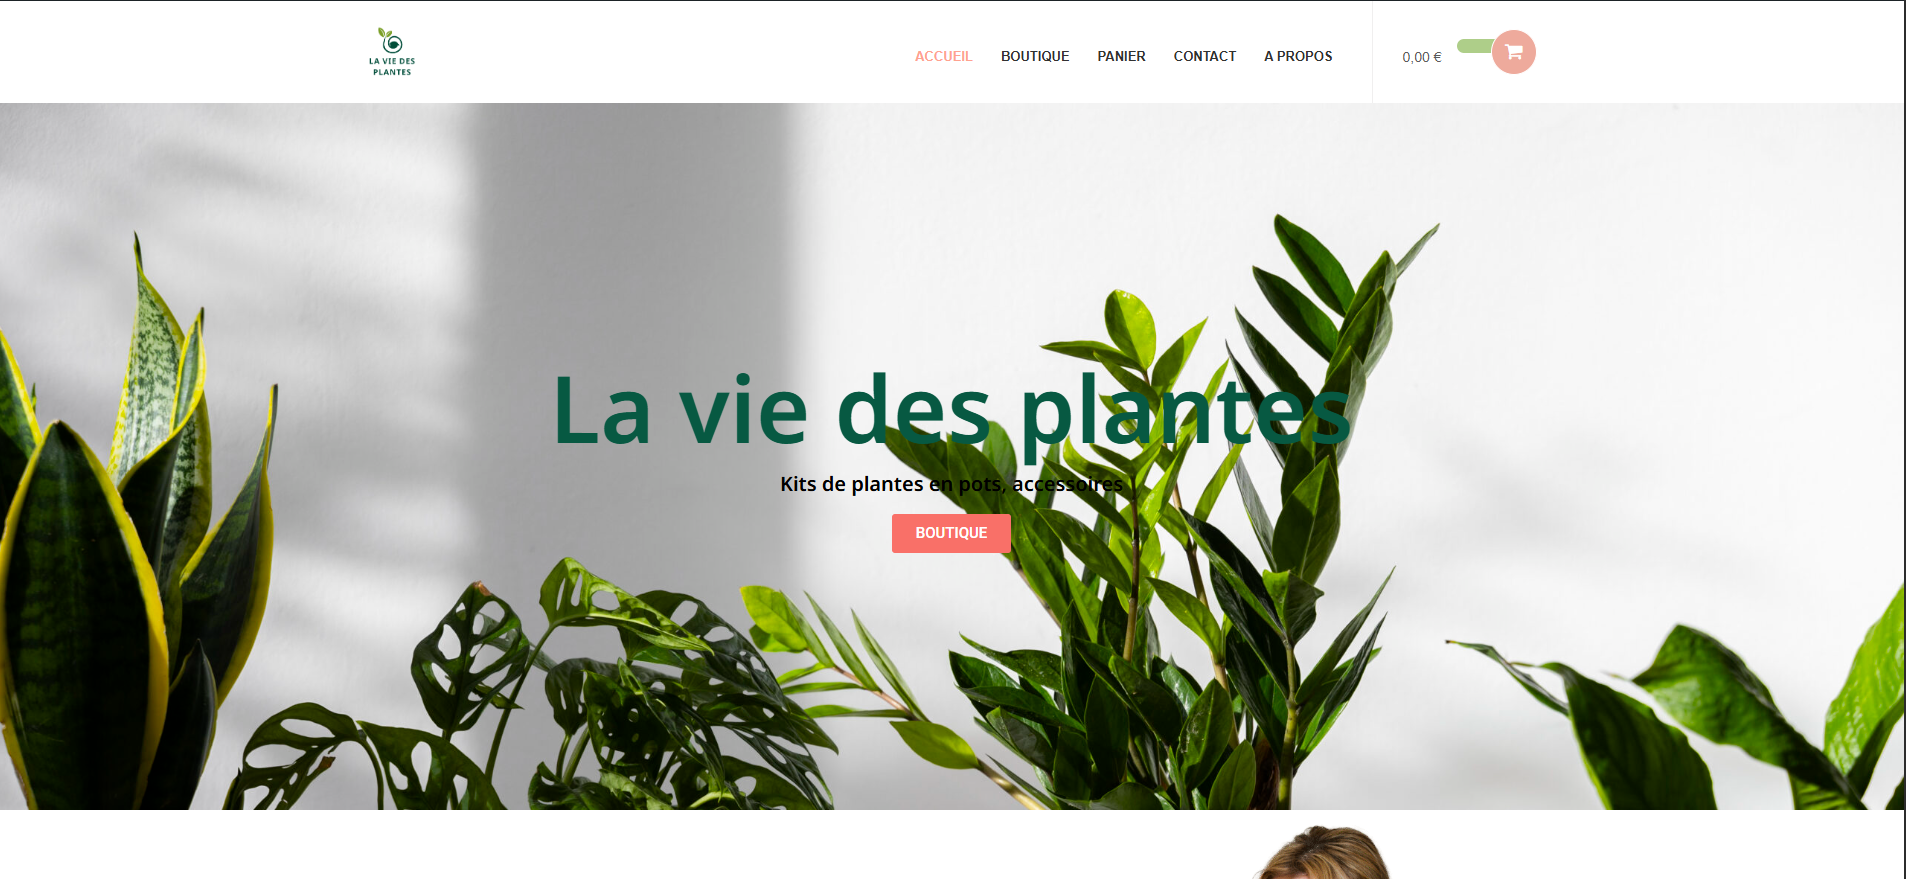 LA VIE DES
PLANTES
ACCUEIL BOUTIQUE PANIER CONTACT A PROPOS
0,00 €
La vie des plantes
Kits de plantes en pots, accessoires
BOUTIQUE